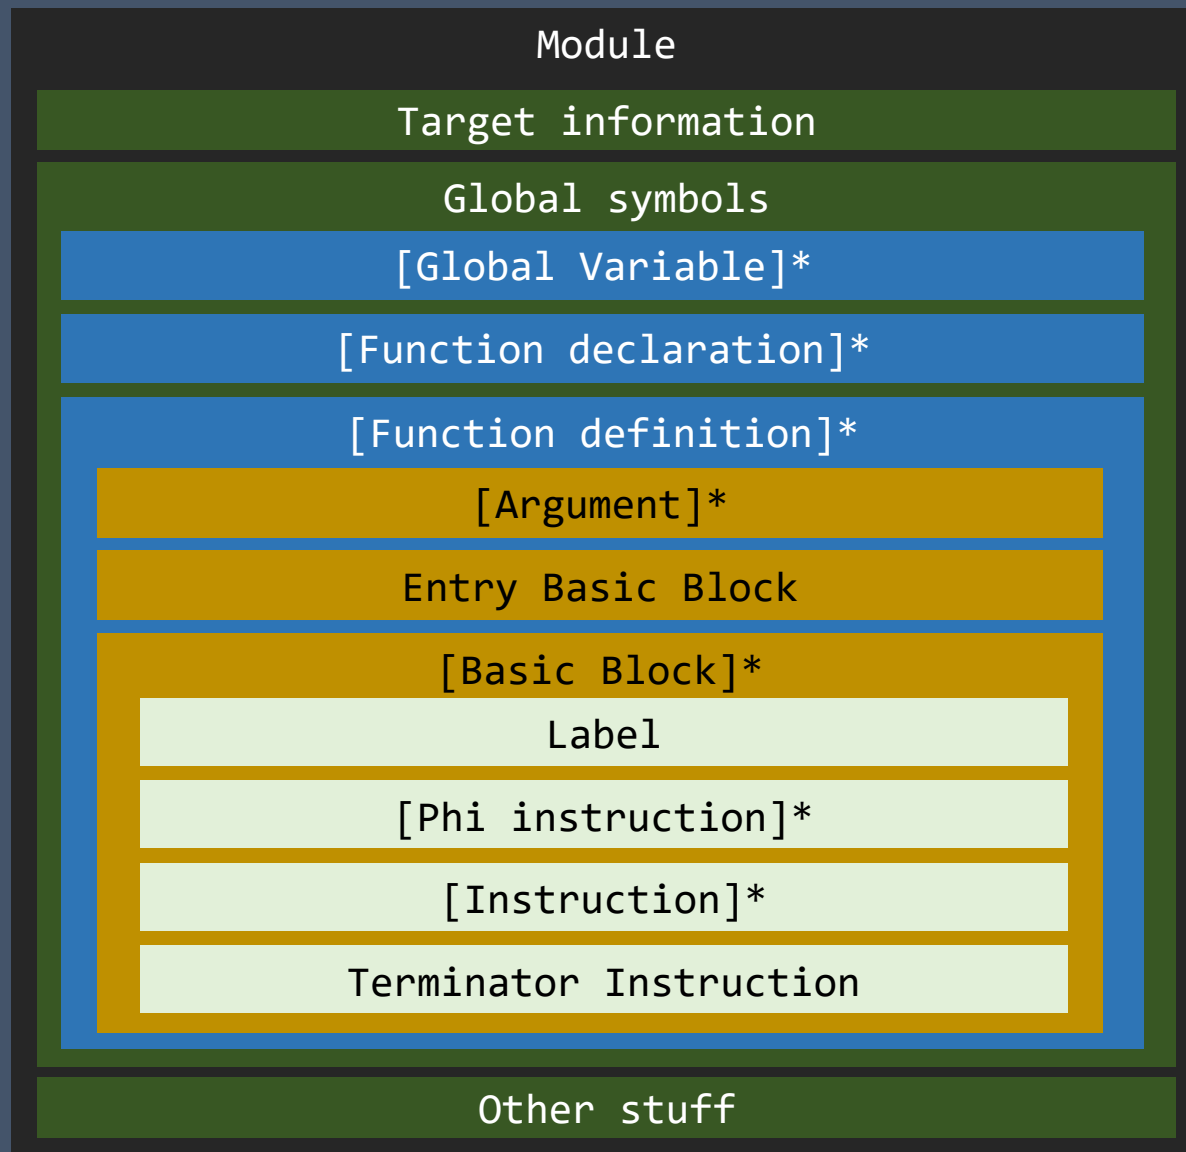 Module
Target information
Global symbols
[Global Variable]*
[Function declaration]*
[Function definition]*
[Argument]*
Entry Basic Block
[Basic Block]*
Label
[Phi instruction]*
[Instruction]*
Terminator Instruction
Other stuff